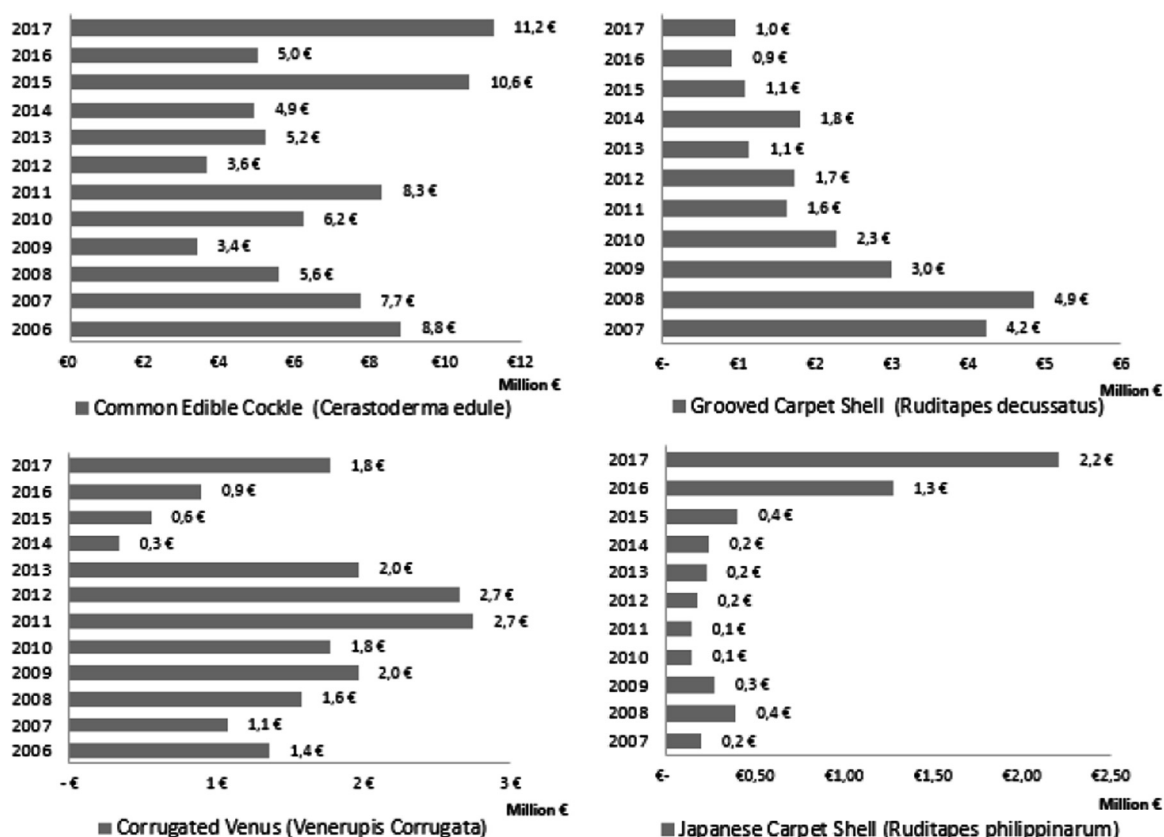 2017 11,2 €
2016 5,0 €
2015 10,6 €
2014 4,9 €
2013 5,2 €
2012 3,6 €
2011 8,3 €
2010 6,2 €
2009 3,4 €
2008 5,6 €
2007 7,7 €
2006 8,8 €
€0 €2 €4 €6 €8 €10 €12
Million €
Common Edible Cockle (Cerastoderma edule)
2017 1,0 €
2016 0,9 €
2015 1,1 €
2014 1,8 €
2013 1,1 €
2012 1,7 €
2011 1,6 €
2010 2,3 €
2009 3,0 €
2008 4,9 €
2007 4,2 €
€- €1 €2 €3 €4 €5 €6
Million €
Grooved Carpet Shell (Ruditapes decussatus)
2017 1,8 €
2016 0,9 €
2015 0,6 €
2014 0,3 €
2013 2,0 €
2012 2,7 €
2011 2,7 €
2010 1,8 €
2009 2,0 €
2008 1,6 €
2007 1,1 €
2006 1,4 €
- € 1 € 2 € 3 €
Million €
Corrugated Venus (Venerupis Corrugata)
2017 2,2 €
2016 1,3 €
2015 0,4 €
2014 0,2 €
2013 0,2 €
2012 0,2 €
2011 0,1 €
2010 0,1 €
2009 0,3 €
2008 0,4 €
2007 0,2 €
€- €0,50 €1,00 €1,50 €2,00 €2,50
Million €
Japanese Carpet Shell (Ruditapes philippinarum)